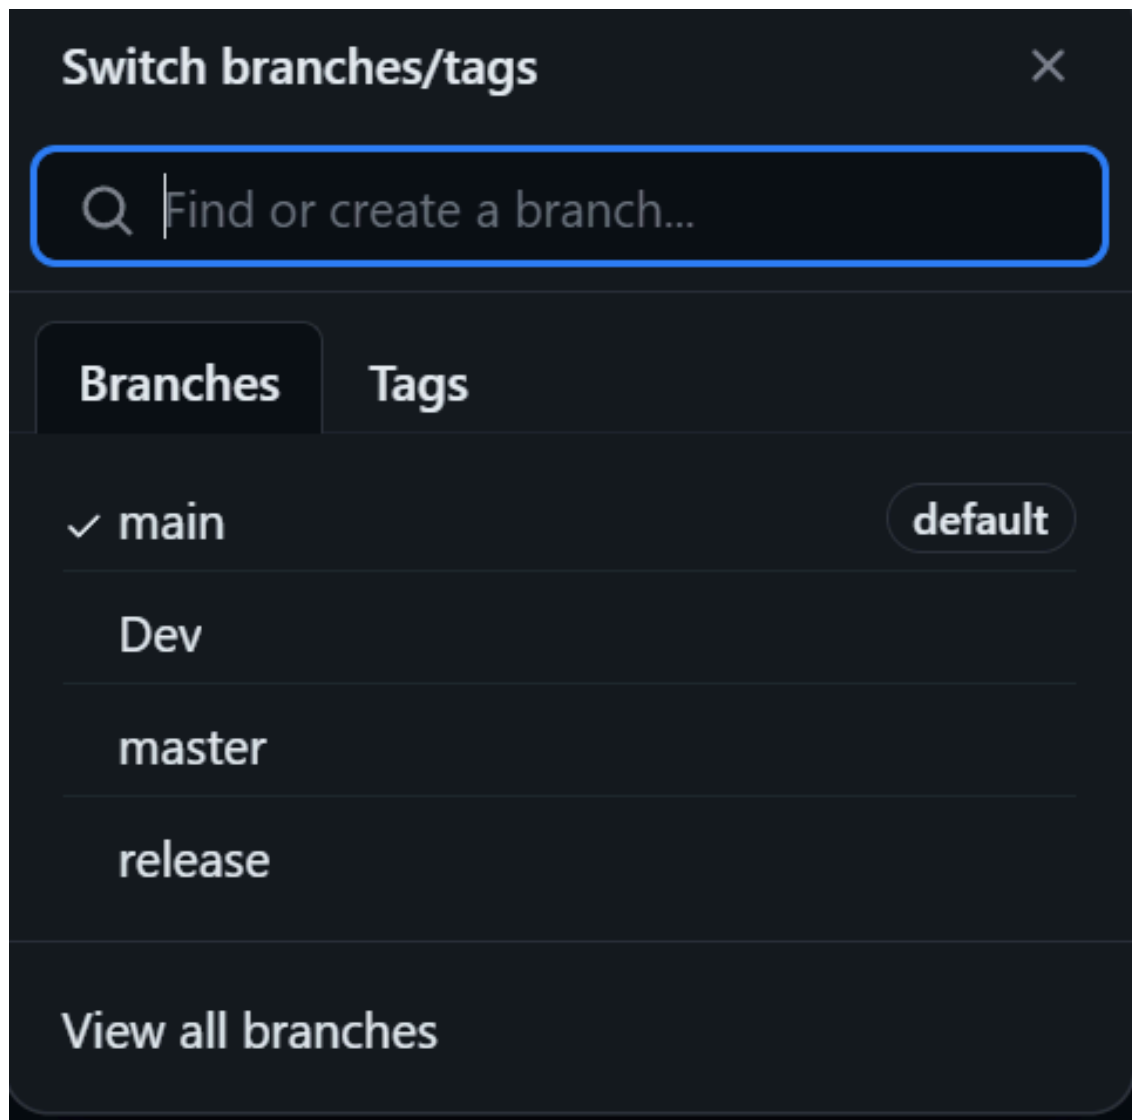 Switch branches/tags
Find or create a branch...
Branches Tags
main default
Dev
master
release
View all branches